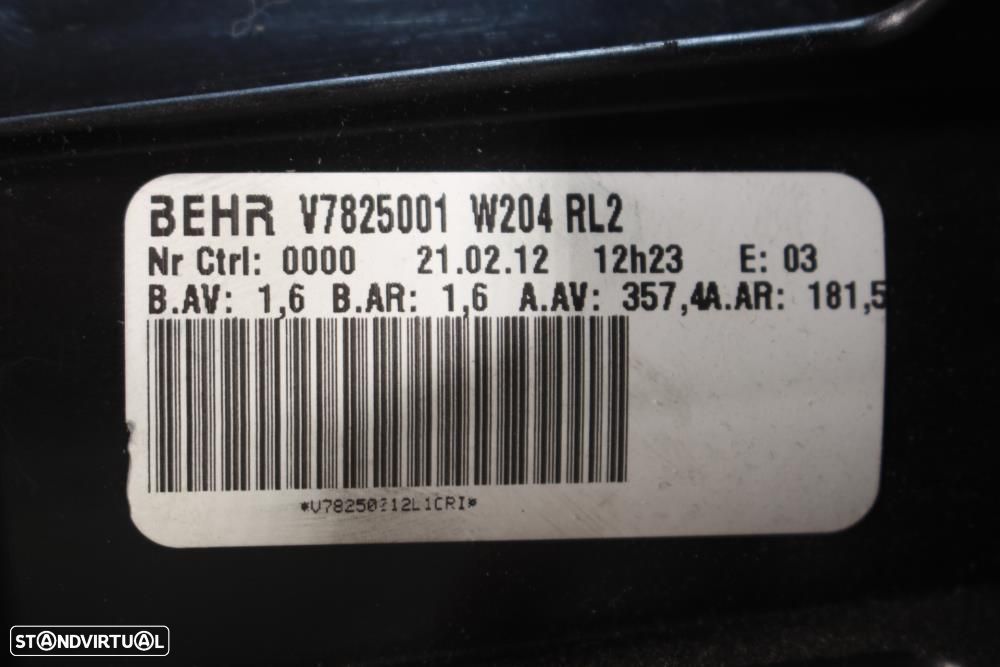 BEHR V7825001 W204 RL2
Nr Ctrl: 0000 21.02.12 12h23 E: 03
B.AV: 1,6 B.AR: 1,6 A.AV: 357,4A.AR: 181,5
STANDVIRTUAL